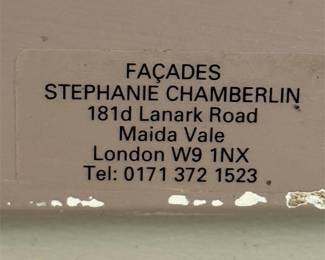 FAÇADES
STEPHANIE CHAMBERLIN
181d Lanark Road
Maida Vale
London W9 1NX
Tel: 0171 372 1523